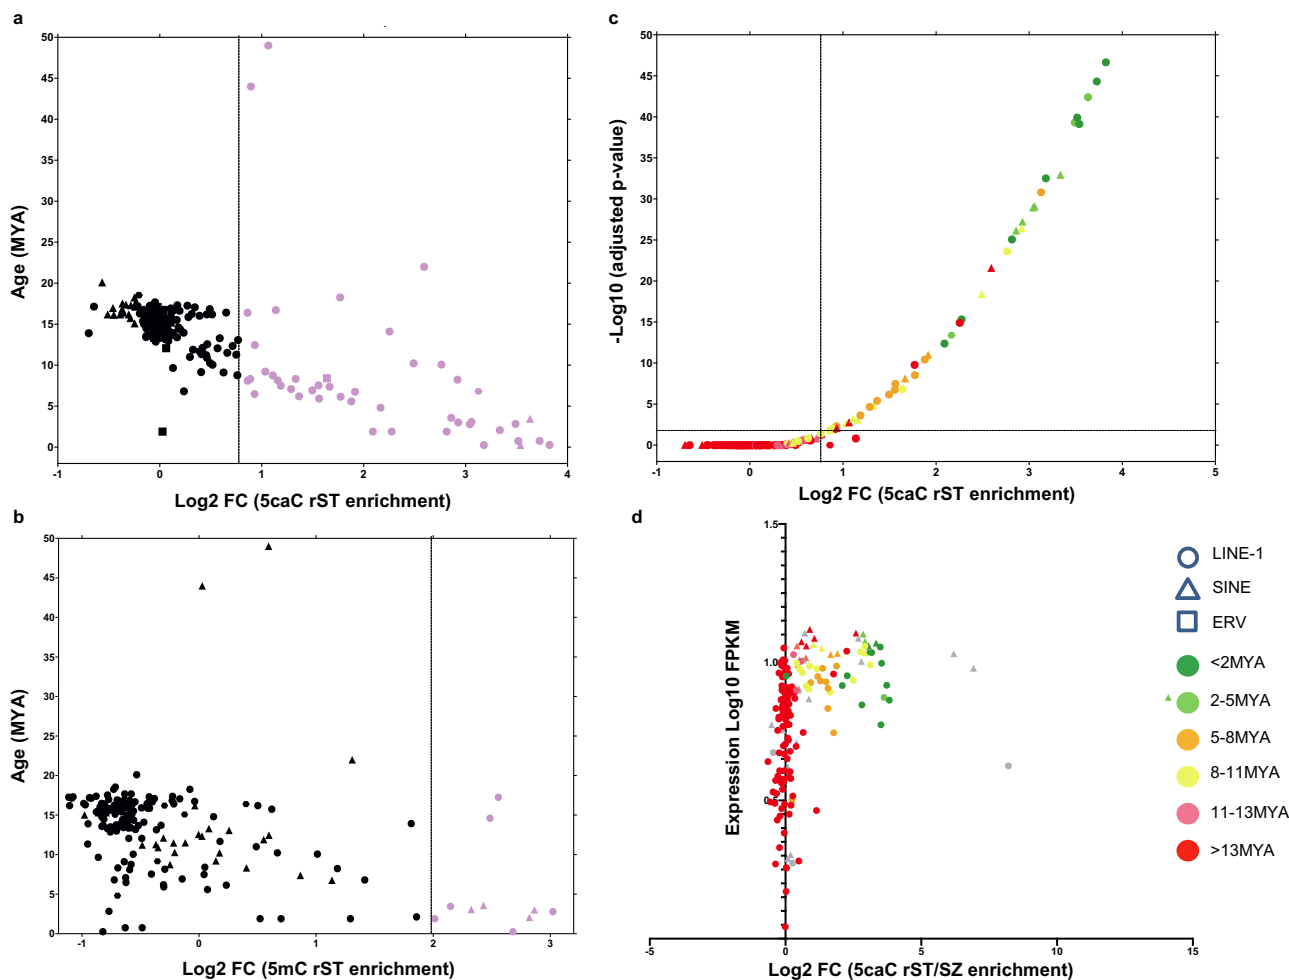 a
50
45
40
35
30
25
20
15
10
5
0
Age (MYA)
-1 0 1 2 3 4
Log2 FC (5caC rST enrichment)
b
50
45
40
35
30
25
20
15
10
5
0
Age (MYA)
-1 0 1 2 3
Log2 FC (5mC rST enrichment)
c
50
45
40
35
30
25
20
15
10
5
0
-Log10 (adjusted p-value)
-1 0 1 2 3 4 5
Log2 FC (5caC rST enrichment)
d
1.5
1.0
0.5
Expression Log10 FPKM
-5 0 5 10 15
Log2 FC (5caC rST/SZ enrichment)
LINE-1
SINE
ERV
<2MYA
2-5MYA
5-8MYA
8-11MYA
11-13MYA
>13MYA